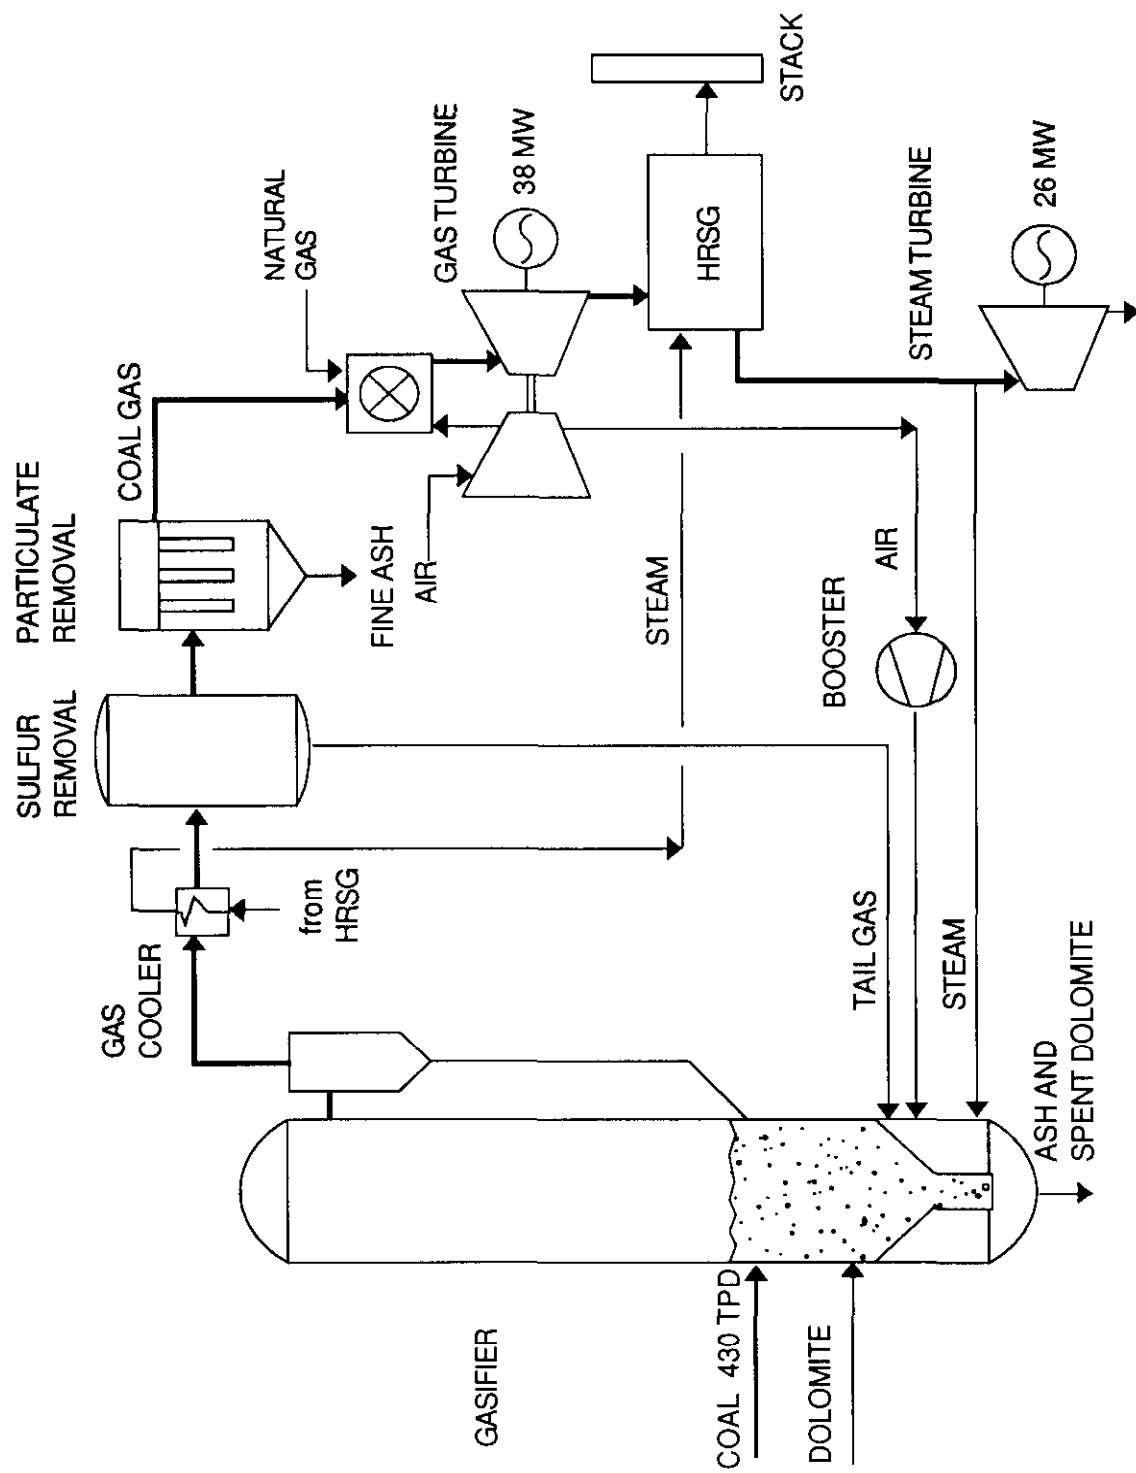 GASIFIER
COAL 430 TPD
DOLOMITE
ASH AND
SPENT DOLOMITE
GAS
COOLER
from
HRSG
TAIL GAS
STEAM
SULFUR
REMOVAL
PARTICULATE
REMOVAL
FINE ASH
COAL GAS
NATURAL
GAS
AIR
STEAM
BOOSTER
AIR
GAS TURBINE
38 MW
HRSG
STACK
STEAM TURBINE
26 MW